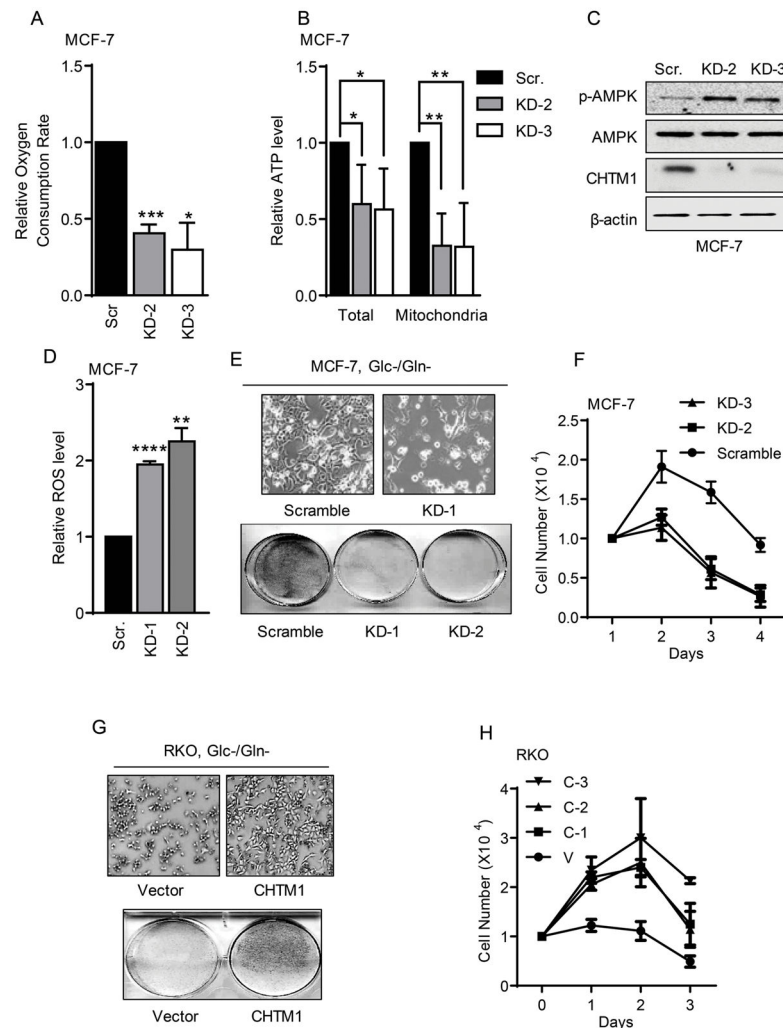 A
MCF-7
Relative Oxygen
Consumption Rate
1.5
1.0
0.5
0.0
***
*
Scr
KD-2
KD-3
B
MCF-7
Relative ATP level
1.5
1.0
0.5
0.0
*
*
**
**
Scr.
KD-2
KD-3
Total
Mitochondria
C
Scr.
KD-2
KD-3
p-AMPK
AMPK
CHTM1
β-actin
MCF-7
D
MCF-7
Relative ROS level
3
2
1
0
****
**
Scr.
KD-1
KD-2
E
MCF-7, Glc-/Gln-
Scramble
KD-1
Scramble
KD-1
KD-2
F
MCF-7
KD-3
KD-2
Scramble
Cell Number (X10 4)
2.5
2.0
1.5
1.0
0.5
0.0
1
2
3
4
Days
G
RKO, Glc-/Gln-
Vector
CHTM1
Vector
CHTM1
H
RKO
C-3
C-2
C-1
V
Cell Number (X10 4)
4
3
2
1
0
0
1
2
3
Days